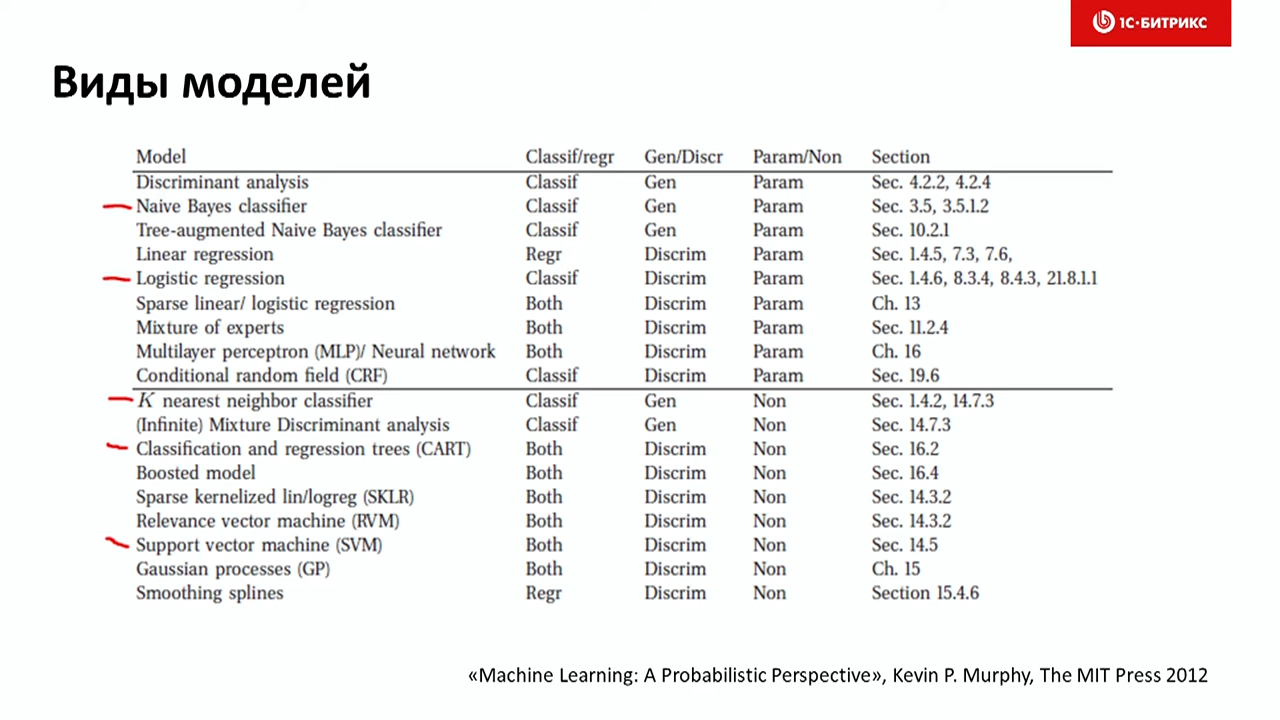 1С·БИТРИКС
Виды моделей
Model Classif/regr Gen/Discr Param/Non Section
Discriminant analysis Classif Gen Param Sec. 4.2.2, 4.2.4
Naive Bayes classifier Classif Gen Param Sec. 3.5, 3.5.1.2
Tree-augmented Naive Bayes classifier Classif Gen Param Sec. 10.2.1
Linear regression Regr Discrim Param Sec. 1.4.5, 7.3, 7.6,
Logistic regression Classif Discrim Param Sec. 1.4.6, 8.3.4, 8.4.3, 21.8.1.1
Sparse linear/ logistic regression Both Discrim Param Ch. 13
Mixture of experts Both Discrim Param Sec. 11.2.4
Multilayer perceptron (MLP)/ Neural network Both Discrim Param Ch. 16
Conditional random field (CRF) Classif Discrim Param Sec. 19.6
K nearest neighbor classifier Classif Gen Non Sec. 1.4.2, 14.7.3
(Infinite) Mixture Discriminant analysis Classif Gen Non Sec. 14.7.3
Classification and regression trees (CART) Both Discrim Non Sec. 16.2
Boosted model Both Discrim Non Sec. 16.4
Sparse kernelized lin/logreg (SKLR) Both Discrim Non Sec. 14.3.2
Relevance vector machine (RVM) Both Discrim Non Sec. 14.3.2
Support vector machine (SVM) Both Discrim Non Sec. 14.5
Gaussian processes (GP) Both Discrim Non Ch. 15
Smoothing splines Regr Discrim Non Section 15.4.6
«Machine Learning: A Probabilistic Perspective», Kevin P. Murphy, The MIT Press 2012